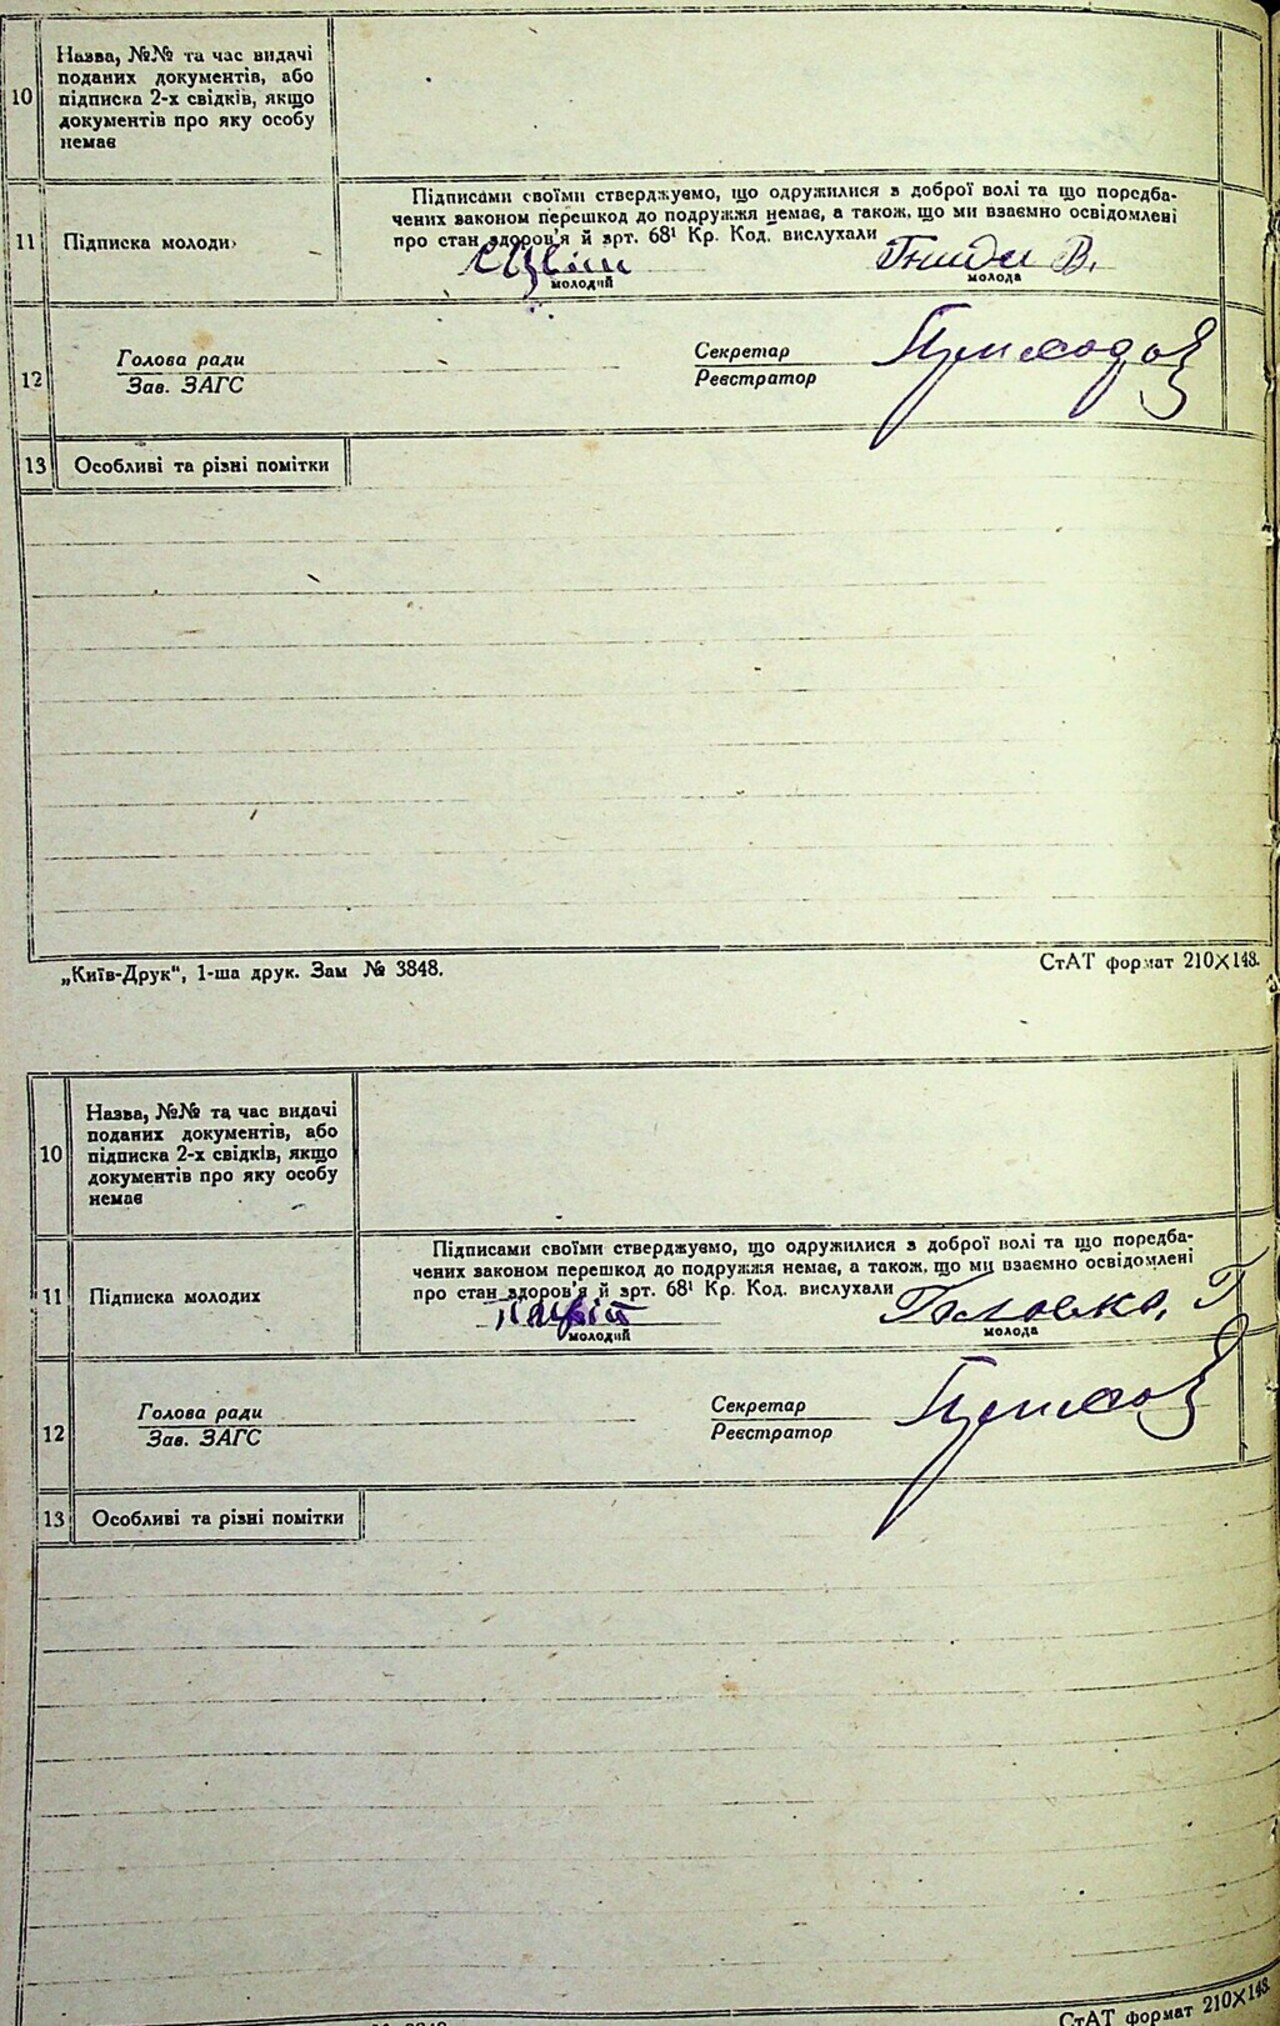 10
Назва, №№ та час видачі
поданих документів, або
підписка 2-х свідків, якщо
документів про яку особу
немає
11
Підписка молоди
Підписами своїми стверджуємо, що одружилися з доброї волі та що передба-
чених законом перешкод до подружжя немає, а також, що ми взаємно освідомлені
про стан здоров'я й арт. 68¹ Кр. Код. вислухали
молодий
В.
молода
12
Голова ради
Зав. ЗАГС
Секретар
Реєстратор
13
Особливі та різні помітки
„Київ-Друк“, 1-ша друк. Зам № 3848.
СтАТ формат 210×148.
10
Назва, №№ та час видачі
поданих документів, або
підписка 2-х свідків, якщо
документів про яку особу
немає
11
Підписка молодих
Підписами своїми стверджуємо, що одружилися з доброї волі та що передба-
чених законом перешкод до подружжя немає, а також, що ми взаємно освідомлені
про стан здоров'я й арт. 68¹ Кр. Код. вислухали
молодий
Головко, Г
молода
12
Голова ради
Зав. ЗАГС
Секретар
Реєстратор
13
Особливі та різні помітки
СтАТ формат 210×148